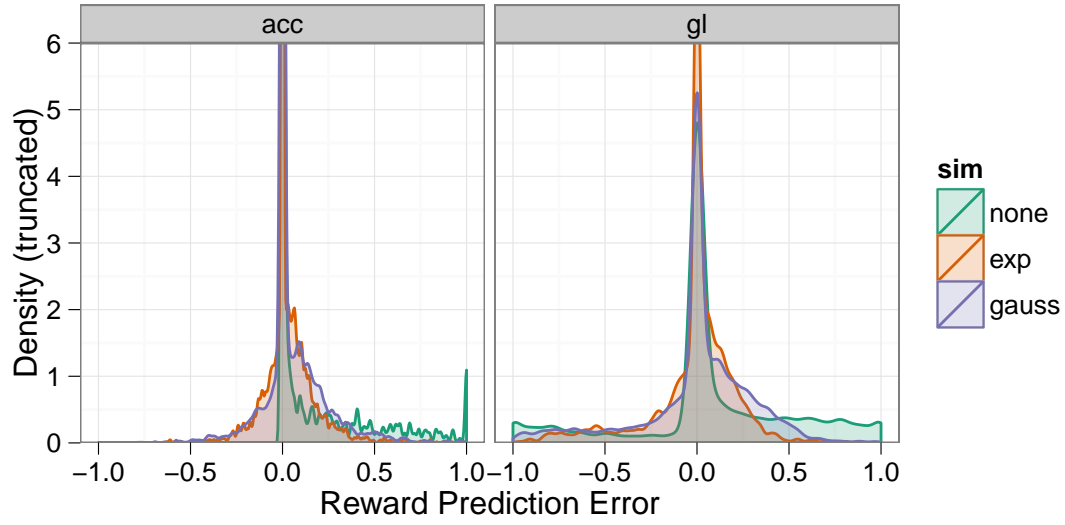 acc
gl
6
5
4
3
2
1
0
Density (truncated)
−1.0 −0.5 0.0 0.5 1.0
−1.0 −0.5 0.0 0.5 1.0
Reward Prediction Error
sim
none
exp
gauss